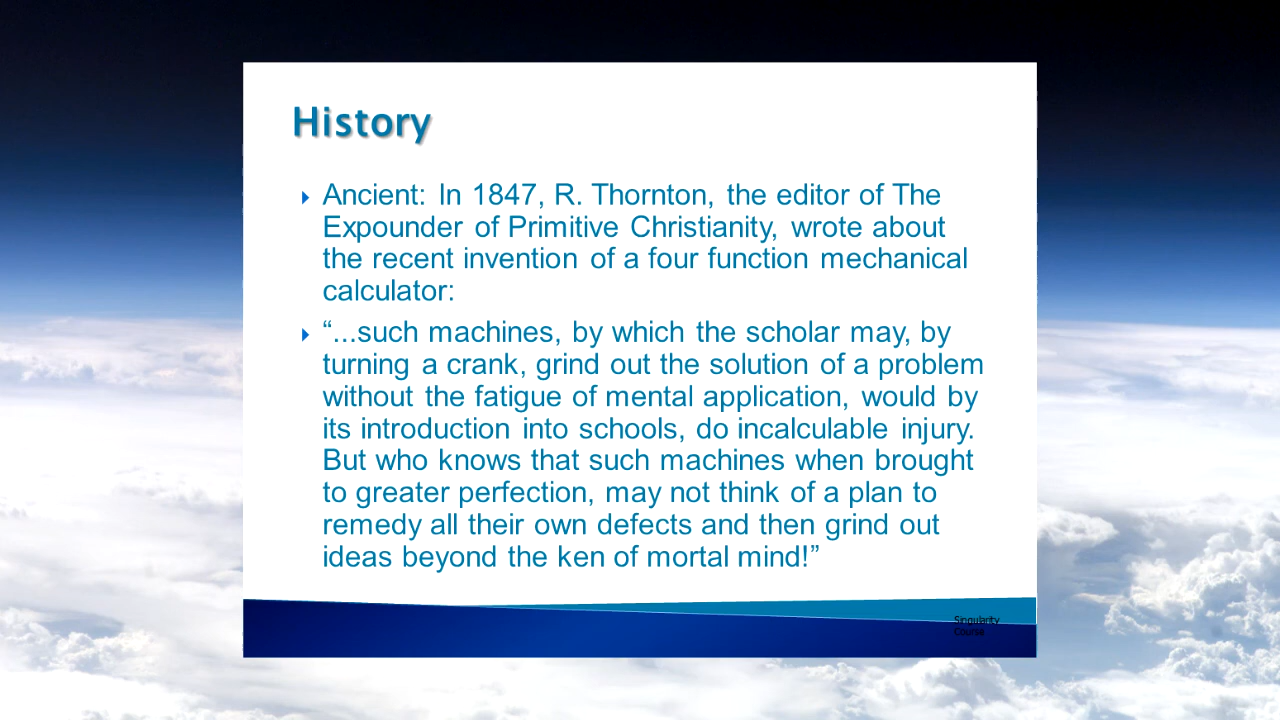 History
Ancient: In 1847, R. Thornton, the editor of The
Expounder of Primitive Christianity, wrote about
the recent invention of a four function mechanical
calculator:
“...such machines, by which the scholar may, by
turning a crank, grind out the solution of a problem
without the fatigue of mental application, would by
its introduction into schools, do incalculable injury.
But who knows that such machines when brought
to greater perfection, may not think of a plan to
remedy all their own defects and then grind out
ideas beyond the ken of mortal mind!”
Singularity
Course